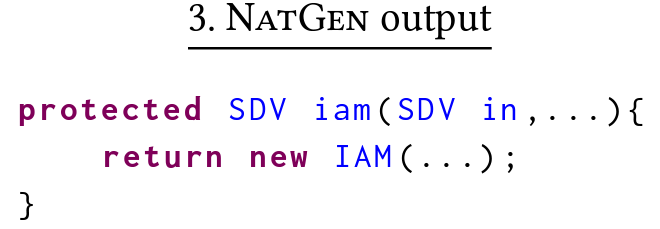 3. NATGEN output
protected SDV iam(SDV in,...){
    return new IAM(...);
}